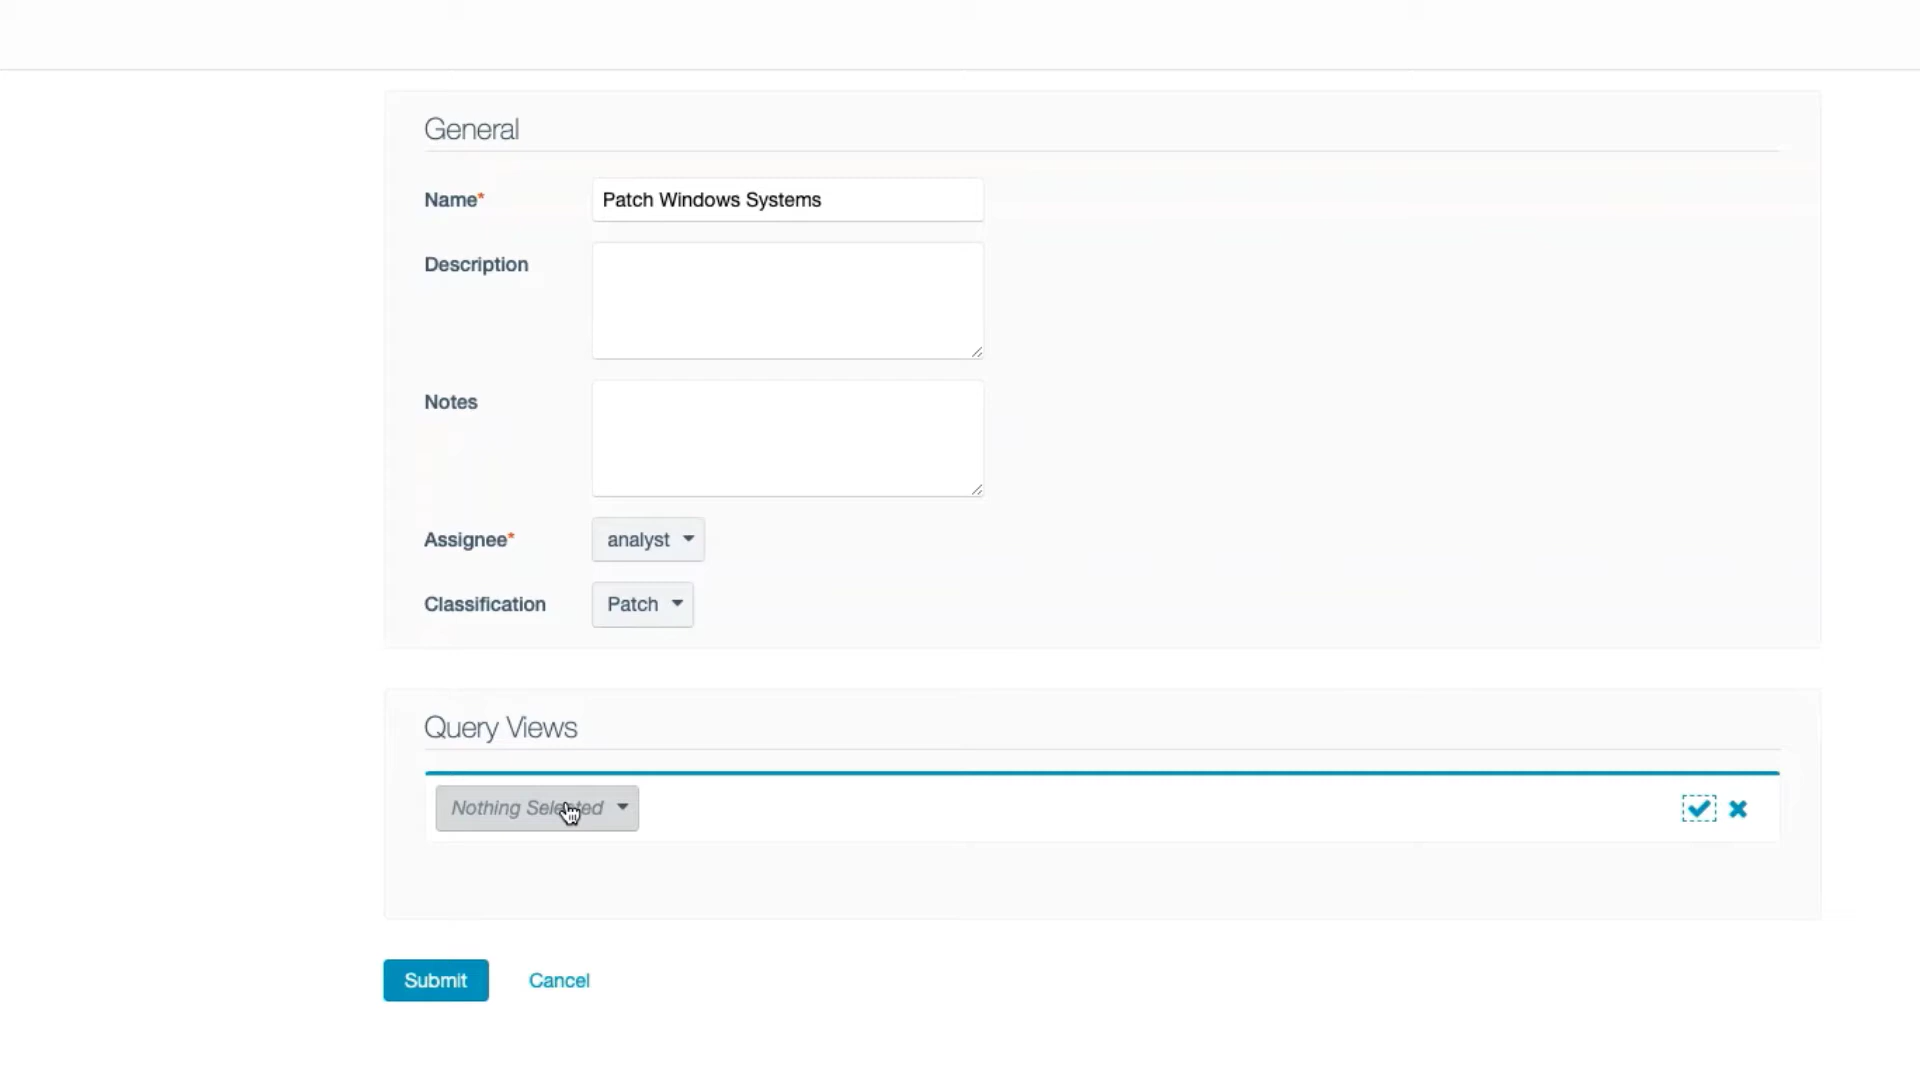 General
Name*
Patch Windows Systems
Description
Notes
Assignee*
analyst
Classification
Patch
Query Views
Nothing Selected
Submit
Cancel